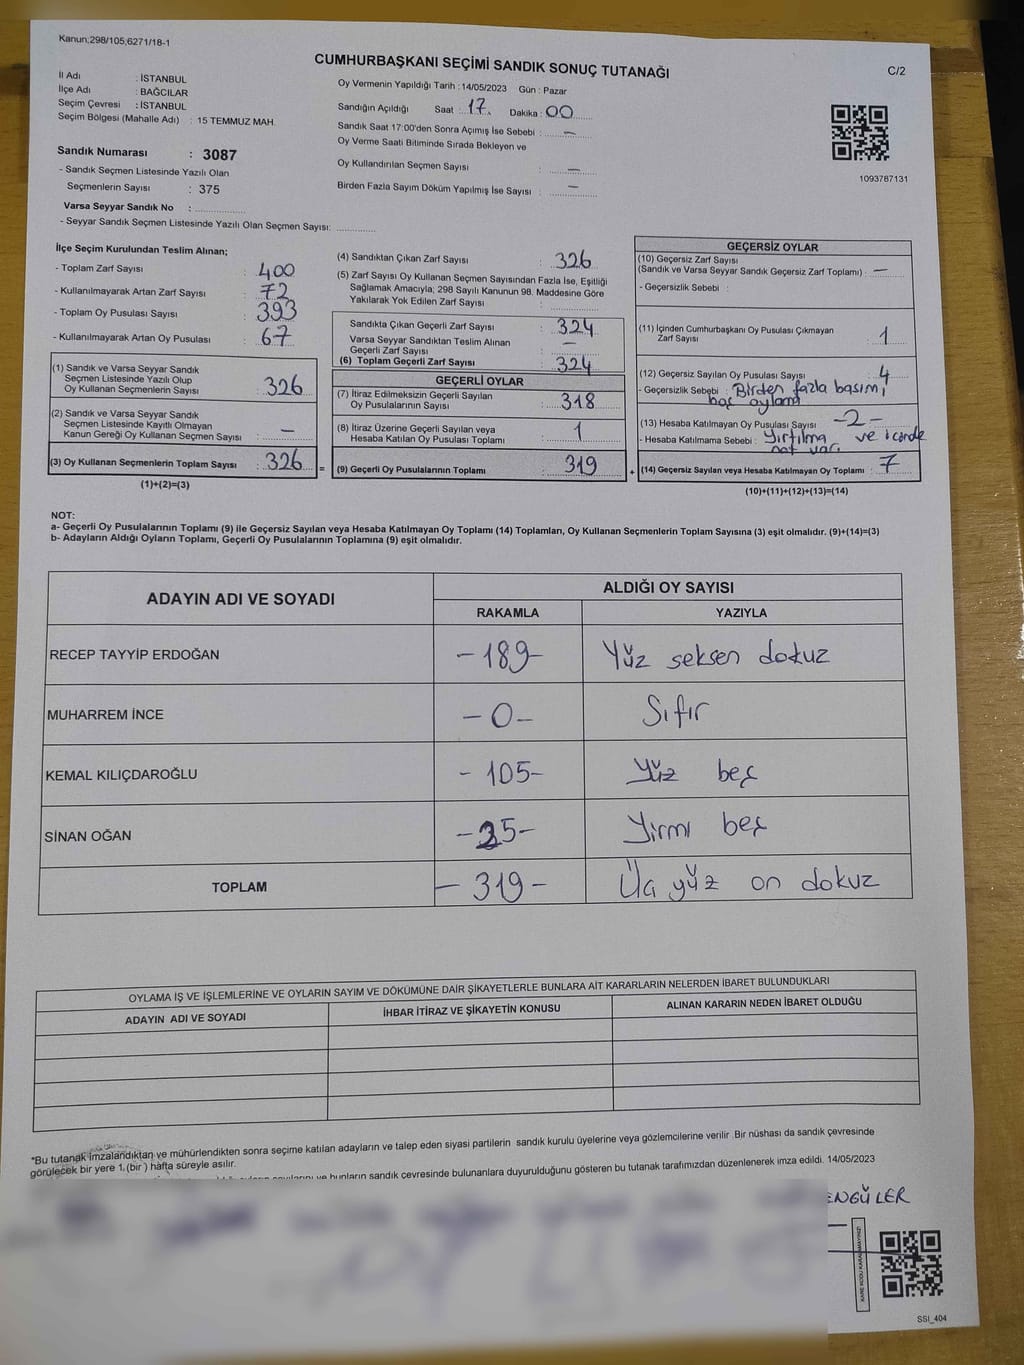 Kanun;298/105,6271/18-1
CUMHURBAŞKANI SEÇİMİ SANDIK SONUÇ TUTANAĞI
C/2
İl Adı : İSTANBUL
İlçe Adı : BAĞCILAR
Seçim Çevresi : İSTANBUL
Seçim Bölgesi (Mahalle Adı) : 15 TEMMUZ MAH.
Sandık Numarası : 3087
- Sandık Seçmen Listesinde Yazılı Olan
Seçmenlerin Sayısı : 375
Varsa Seyyar Sandık No : 
- Seyyar Sandık Seçmen Listesinde Yazılı Olan Seçmen Sayısı: 
Oy Vermenin Yapıldığı Tarih : 14/05/2023 Gün : Pazar
Sandığın Açıldığı Saat : 17. Dakika : 00
Sandık Saat 17:00'den Sonra Açımış İse Sebebi : —
Oy Verme Saati Bitiminde Sırada Bekleyen ve
Oy Kullandırılan Seçmen Sayısı : —
Birden Fazla Sayım Döküm Yapılmış İse Sayısı : —
1093787131
İlçe Seçim Kurulundan Teslim Alınan;
- Toplam Zarf Sayısı : 400
- Kullanılmayarak Artan Zarf Sayısı : 72
- Toplam Oy Pusulası Sayısı : 393
- Kullanılmayarak Artan Oy Pusulası : 67
(1) Sandık ve Varsa Seyyar Sandık
Seçmen Listesinde Yazılı Olup
Oy Kullanan Seçmenlerin Sayısı : 326
(2) Sandık ve Varsa Seyyar Sandık
Seçmen Listesinde Kayıtlı Olmayan
Kanun Gereği Oy Kullanan Seçmen Sayısı : —
(3) Oy Kullanan Seçmenlerin Toplam Sayısı : 326 =
(1)+(2)=(3)
(4) Sandıktan Çıkan Zarf Sayısı : 326
(5) Zarf Sayısı Oy Kullanan Seçmen Sayısından Fazla İse, Eşitliği
Sağlamak Amacıyla; 298 Sayılı Kanunun 98. Maddesine Göre
Yakılarak Yok Edilen Zarf Sayısı :
Sandıkta Çıkan Geçerli Zarf Sayısı : 324
Varsa Seyyar Sandıktan Teslim Alınan
Geçerli Zarf Sayısı : —
(6) Toplam Geçerli Zarf Sayısı : 324
GEÇERLİ OYLAR
(7) İtiraz Edilmeksizin Geçerli Sayılan
Oy Pusulasının Sayısı : 318
(8) İtiraz Üzerine Geçerli Sayılan veya
Hesaba Katılan Oy Pusulası Toplamı : 1
(9) Geçerli Oy Pusulalarının Toplamı : 319 +
GEÇERSİZ OYLAR
(10) Geçersiz Zarf Sayısı
(Sandık ve Varsa Seyyar Sandık Geçersiz Zarf Toplamı) : —
- Geçersizlik Sebebi :
(11) İçinden Cumhurbaşkanı Oy Pusulası Çıkmayan
Zarf Sayısı : 1
(12) Geçersiz Sayılan Oy Pusulası Sayısı : 4
- Geçersizlik Sebebi : Birden fazla basım,
boş oylama
(13) Hesaba Katılmayan Oy Pusulası Sayısı : -2-
- Hesaba Katılmama Sebebi : Yırtılma ve içerde
not var.
(14) Geçersiz Sayılan veya Hesaba Katılmayan Oy Toplamı : 7
(10)+(11)+(12)+(13)=(14)
NOT:
a- Geçerli Oy Pusulalarının Toplamı (9) ile Geçersiz Sayılan veya Hesaba Katılmayan Oy Toplamı (14) Toplamları, Oy Kullanan Seçmenlerin Toplam Sayısına (3) eşit olmalıdır. (9)+(14)=(3)
b- Adayların Aldığı Oyların Toplamı, Geçerli Oy Pusulalarının Toplamına (9) eşit olmalıdır.
ADAYIN ADI VE SOYADI
ALDIĞI OY SAYISI
RAKAMLA YAZIYLA
RECEP TAYYİP ERDOĞAN -189- Yüz seksen dokuz
MUHARREM İNCE -0- Sıfır
KEMAL KILIÇDAROĞLU -105- Yüz beş
SİNAN OĞAN -25- Yirmi beş
TOPLAM -319- Üç yüz on dokuz
OYLAMA İŞ VE İŞLEMLERİNE VE OYLARIN SAYIM VE DÖKÜMÜNE DAİR ŞİKAYETLERLE BUNLARA AİT KARARLARIN NELERDEN İBARET BULUNDUKLARI
ADAYIN ADI VE SOYADI İHBAR İTİRAZ VE ŞİKAYETİN KONUSU ALINAN KARARIN NEDEN İBARET OLDUĞU
*Bu tutanak imzalandıktan ve mühürlendikten sonra seçime katılan adayların ve talep eden siyasi partilerin sandık kurulu üyelerine veya gözlemcilerine verilir. Bir nüshası da sandık çevresinde
görülecek bir yere 1 (bir) hafta süreyle asılır.
ve bunların sandık çevresinde bulunanlara duyurulduğunu gösteren bu tutanak tarafımızdan düzenlenerek imza edildi. 14/05/2023
ENGÜLER
KARE KODU KARALAMAYINIZ!
SSI_404